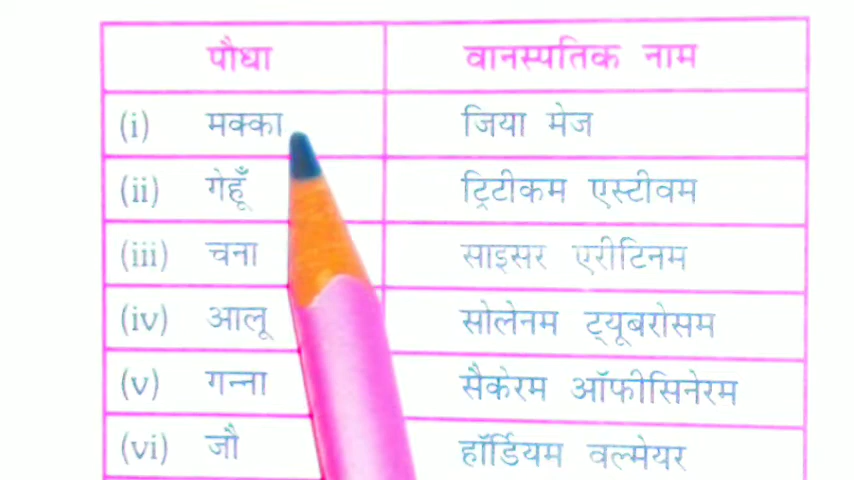 पौधा वानस्पतिक नाम
(i) मक्का जिया मेज
(ii) गेहूँ ट्रिटीकम एस्टीवम
(iii) चना साइसर एरीटिनम
(iv) आलू सोलेनम ट्यूबरोसम
(v) गन्ना सैकेरम ऑफीसिनेरम
(vi) जौ हॉर्डियम वल्मेयर